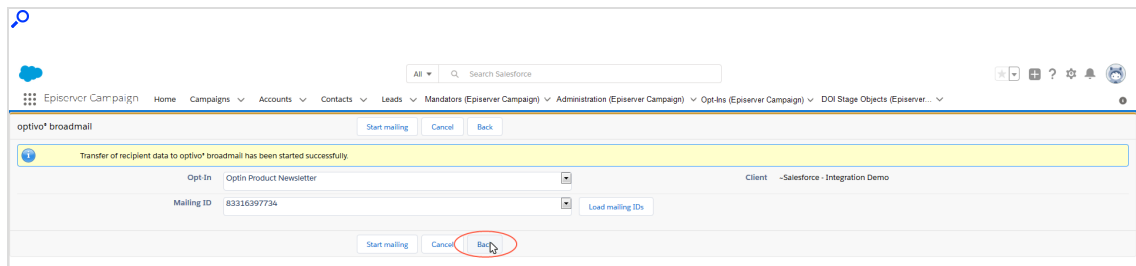 All Search Salesforce
Episerver Campaign Home Campaigns Accounts Contacts Leads Mandators (Episerver Campaign) Administration (Episerver Campaign) Opt-Ins (Episerver Campaign) DOI Stage Objects (Episerver...
optivo® broadmail Start mailing Cancel Back
Transfer of recipient data to optivo® broadmail has been started successfully.
Opt-In Optin Product Newsletter Client ~Salesforce - Integration Demo
Mailing ID 83316397734 Load mailing IDs
Start mailing Cancel Back